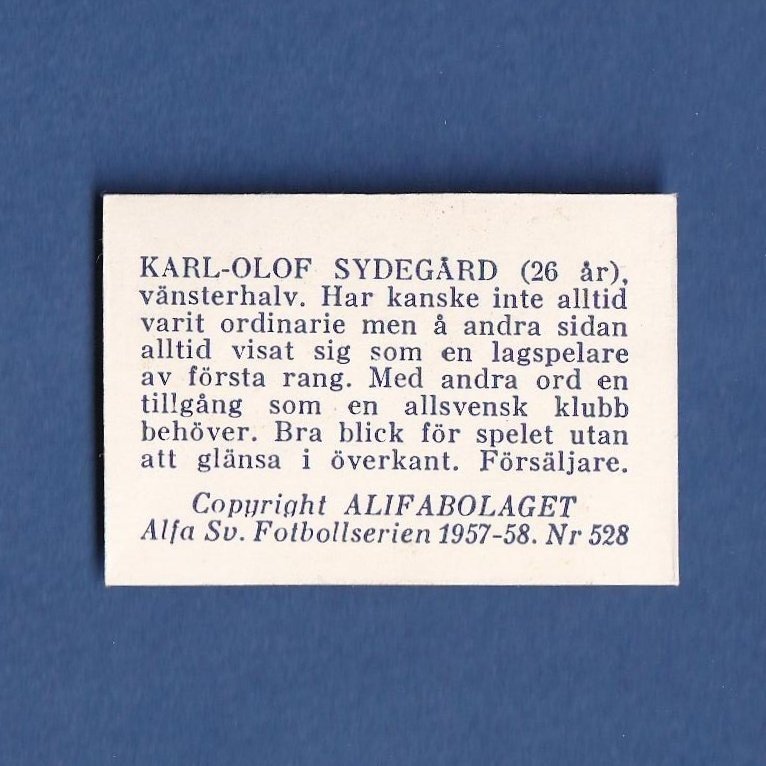 KARL-OLOF SYDEGÅRD (26 år),
vänsterhalv. Har kanske inte alltid
varit ordinarie men å andra sidan
alltid visat sig som en lagspelare
av första rang. Med andra ord en
tillgång som en allsvensk klubb
behöver. Bra blick för spelet utan
att glänsa i överkant. Försäljare.
Copyright ALIFABOLAGET
Alfa Sv. Fotbollserien 1957-58. Nr 528